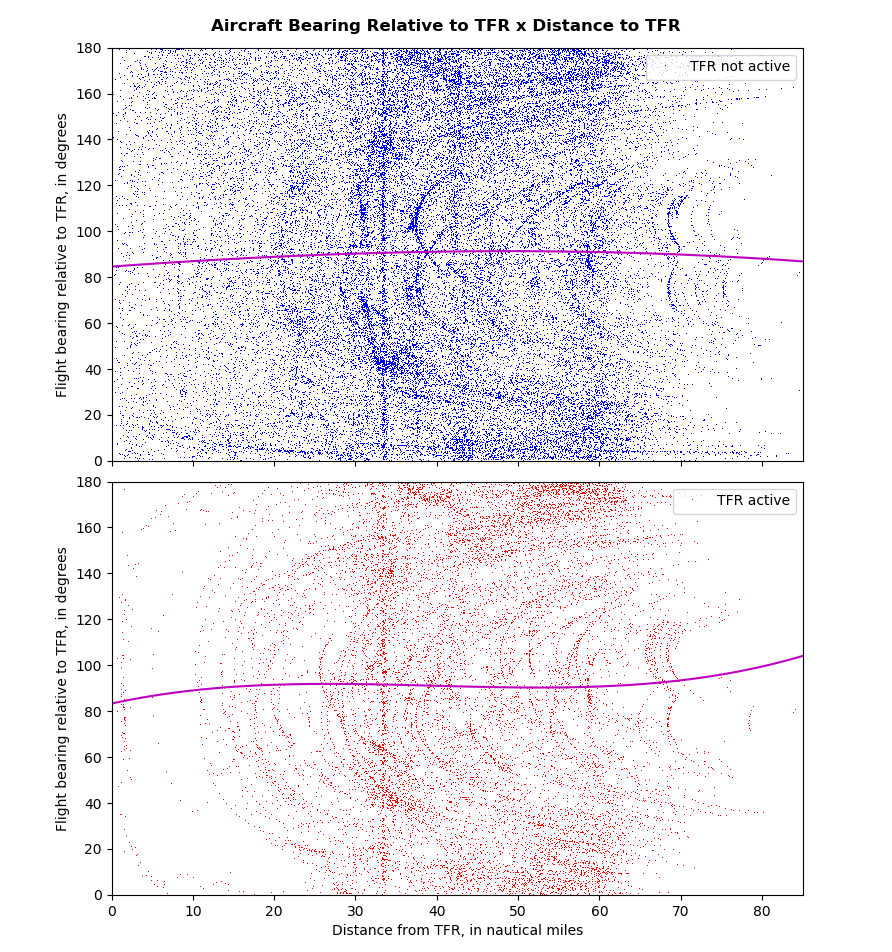 Aircraft Bearing Relative to TFR x Distance to TFR
180
160
140
120
100
80
60
40
20
0
Flight bearing relative to TFR, in degrees
TFR not active
180
160
140
120
100
80
60
40
20
0
Flight bearing relative to TFR, in degrees
TFR active
0 10 20 30 40 50 60 70 80
Distance from TFR, in nautical miles